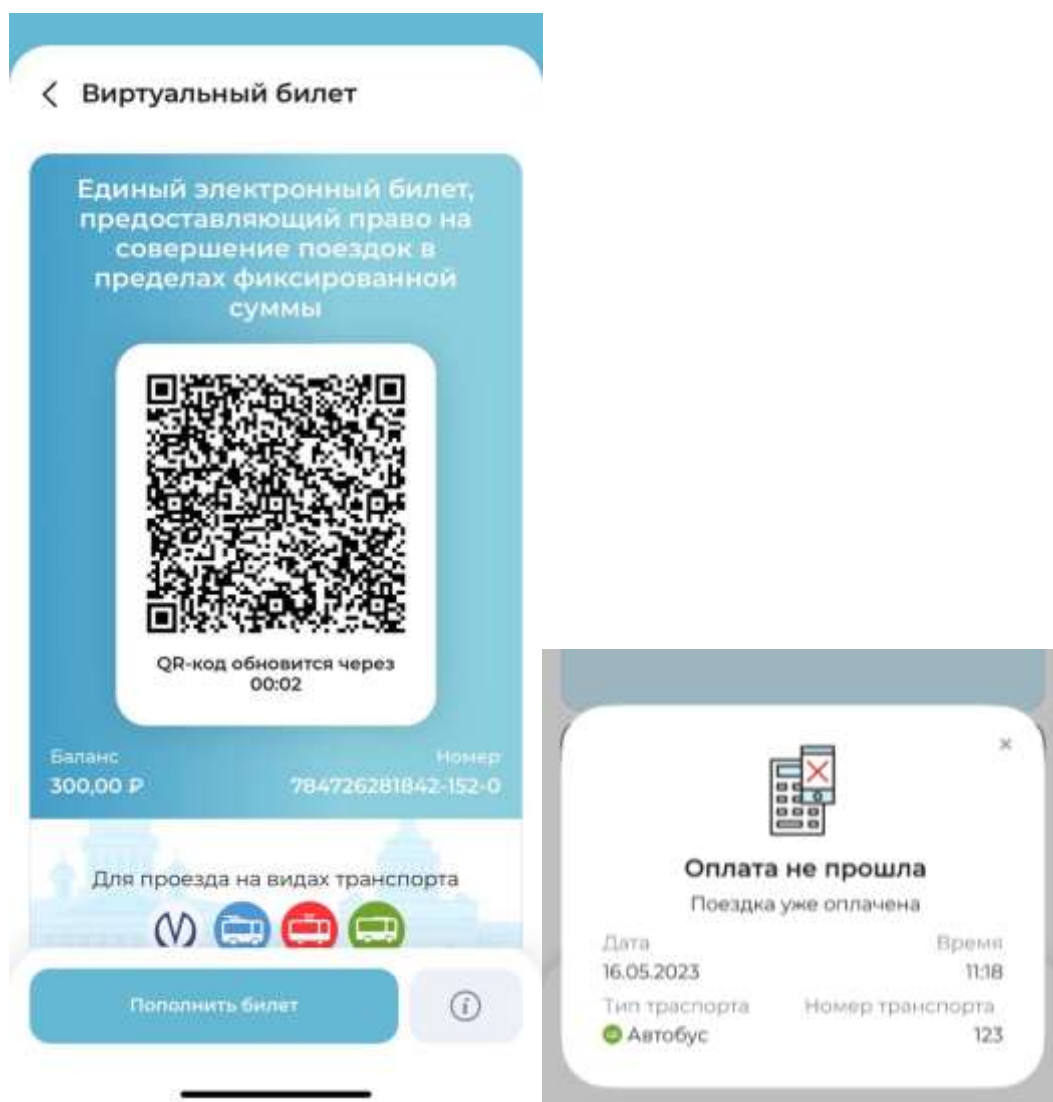 Виртуальный билет
Единый электронный билет,
предоставляющий право на
совершение поездок в
пределах фиксированной
суммы
QR-код обновится через
00:02
Баланс
Номер
300,00 ₽
784726281842-152-0
Для проезда на видах транспорта
Пополнить билет
Оплата не прошла
Поездка уже оплачена
Дата
Время
16.05.2023
11:18
Тип траспорта
Номер транспорта
Автобус
123